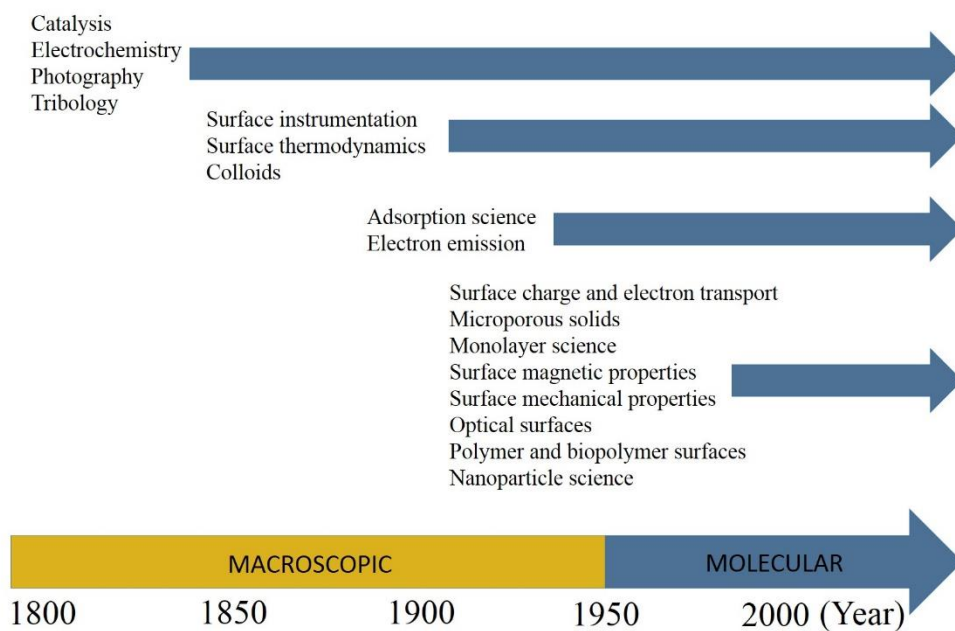 Catalysis
Electrochemistry
Photography
Tribology
Surface instrumentation
Surface thermodynamics
Colloids
Adsorption science
Electron emission
Surface charge and electron transport
Microporous solids
Monolayer science
Surface magnetic properties
Surface mechanical properties
Optical surfaces
Polymer and biopolymer surfaces
Nanoparticle science
MACROSCOPIC MOLECULAR
1800 1850 1900 1950 2000 (Year)